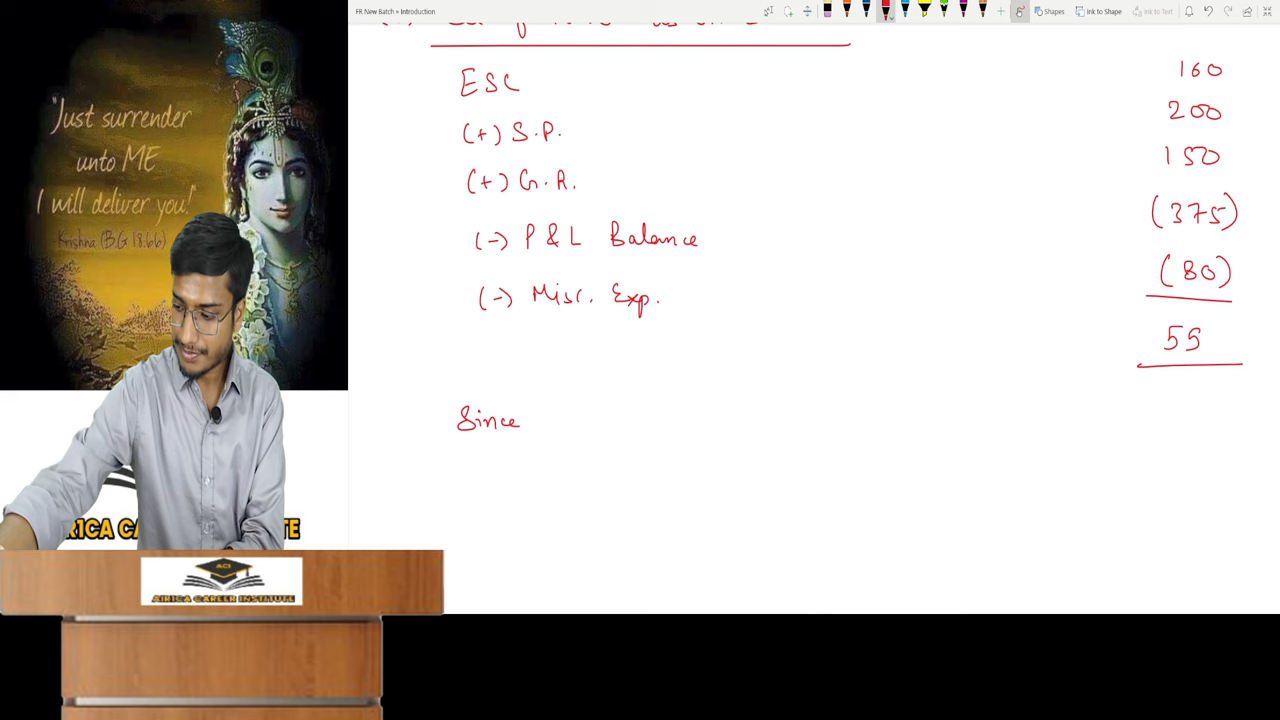 FR New Batch » Introduction
Shapes
Ink to Shape
Ink to Text
"Just surrender
unto ME
I will deliver you!"
-Krishna (BG 18:66)
ESC 160
(+) S.P. 200
(+) G.R. 150
(-) P & L Balance (375)
(-) Misc. Exp. (80)
55
Since
ACI
AIRICA CAREER INSTITUTE